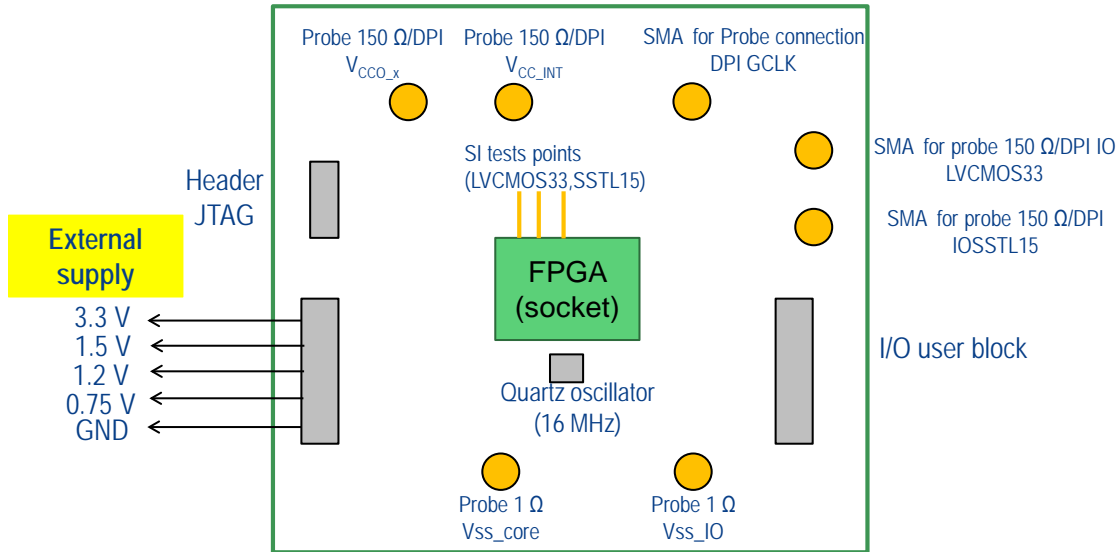 Probe 150 Ω/DPI
V_CCO_x
Probe 150 Ω/DPI
V_CC_INT
SMA for Probe connection
DPI GCLK
SMA for probe 150 Ω/DPI IO
LVCMOS33
SI tests points
(LVCMOS33,SSTL15)
Header
JTAG
SMA for probe 150 Ω/DPI
IOSSTL15
External
supply
FPGA
(socket)
3.3 V
1.5 V
1.2 V
0.75 V
GND
I/O user block
Quartz oscillator
(16 MHz)
Probe 1 Ω
Vss_core
Probe 1 Ω
Vss_IO